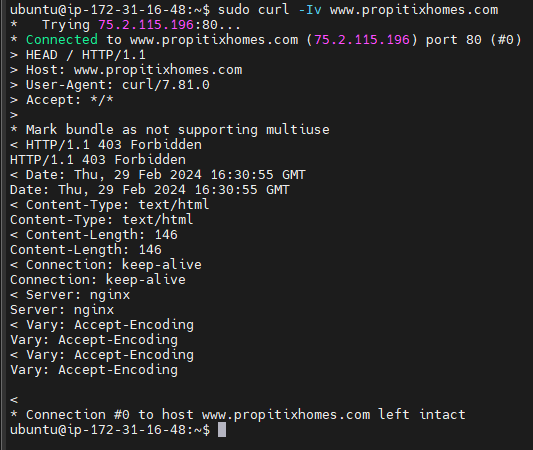 ubuntu@ip-172-31-16-48:~$ sudo curl -Iv www.propitixhomes.com
*   Trying 75.2.115.196:80...
* Connected to www.propitixhomes.com (75.2.115.196) port 80 (#0)
> HEAD / HTTP/1.1
> Host: www.propitixhomes.com
> User-Agent: curl/7.81.0
> Accept: */*
>
* Mark bundle as not supporting multiuse
< HTTP/1.1 403 Forbidden
HTTP/1.1 403 Forbidden
< Date: Thu, 29 Feb 2024 16:30:55 GMT
Date: Thu, 29 Feb 2024 16:30:55 GMT
< Content-Type: text/html
Content-Type: text/html
< Content-Length: 146
Content-Length: 146
< Connection: keep-alive
Connection: keep-alive
< Server: nginx
Server: nginx
< Vary: Accept-Encoding
Vary: Accept-Encoding
< Vary: Accept-Encoding
Vary: Accept-Encoding

<
* Connection #0 to host www.propitixhomes.com left intact
ubuntu@ip-172-31-16-48:~$